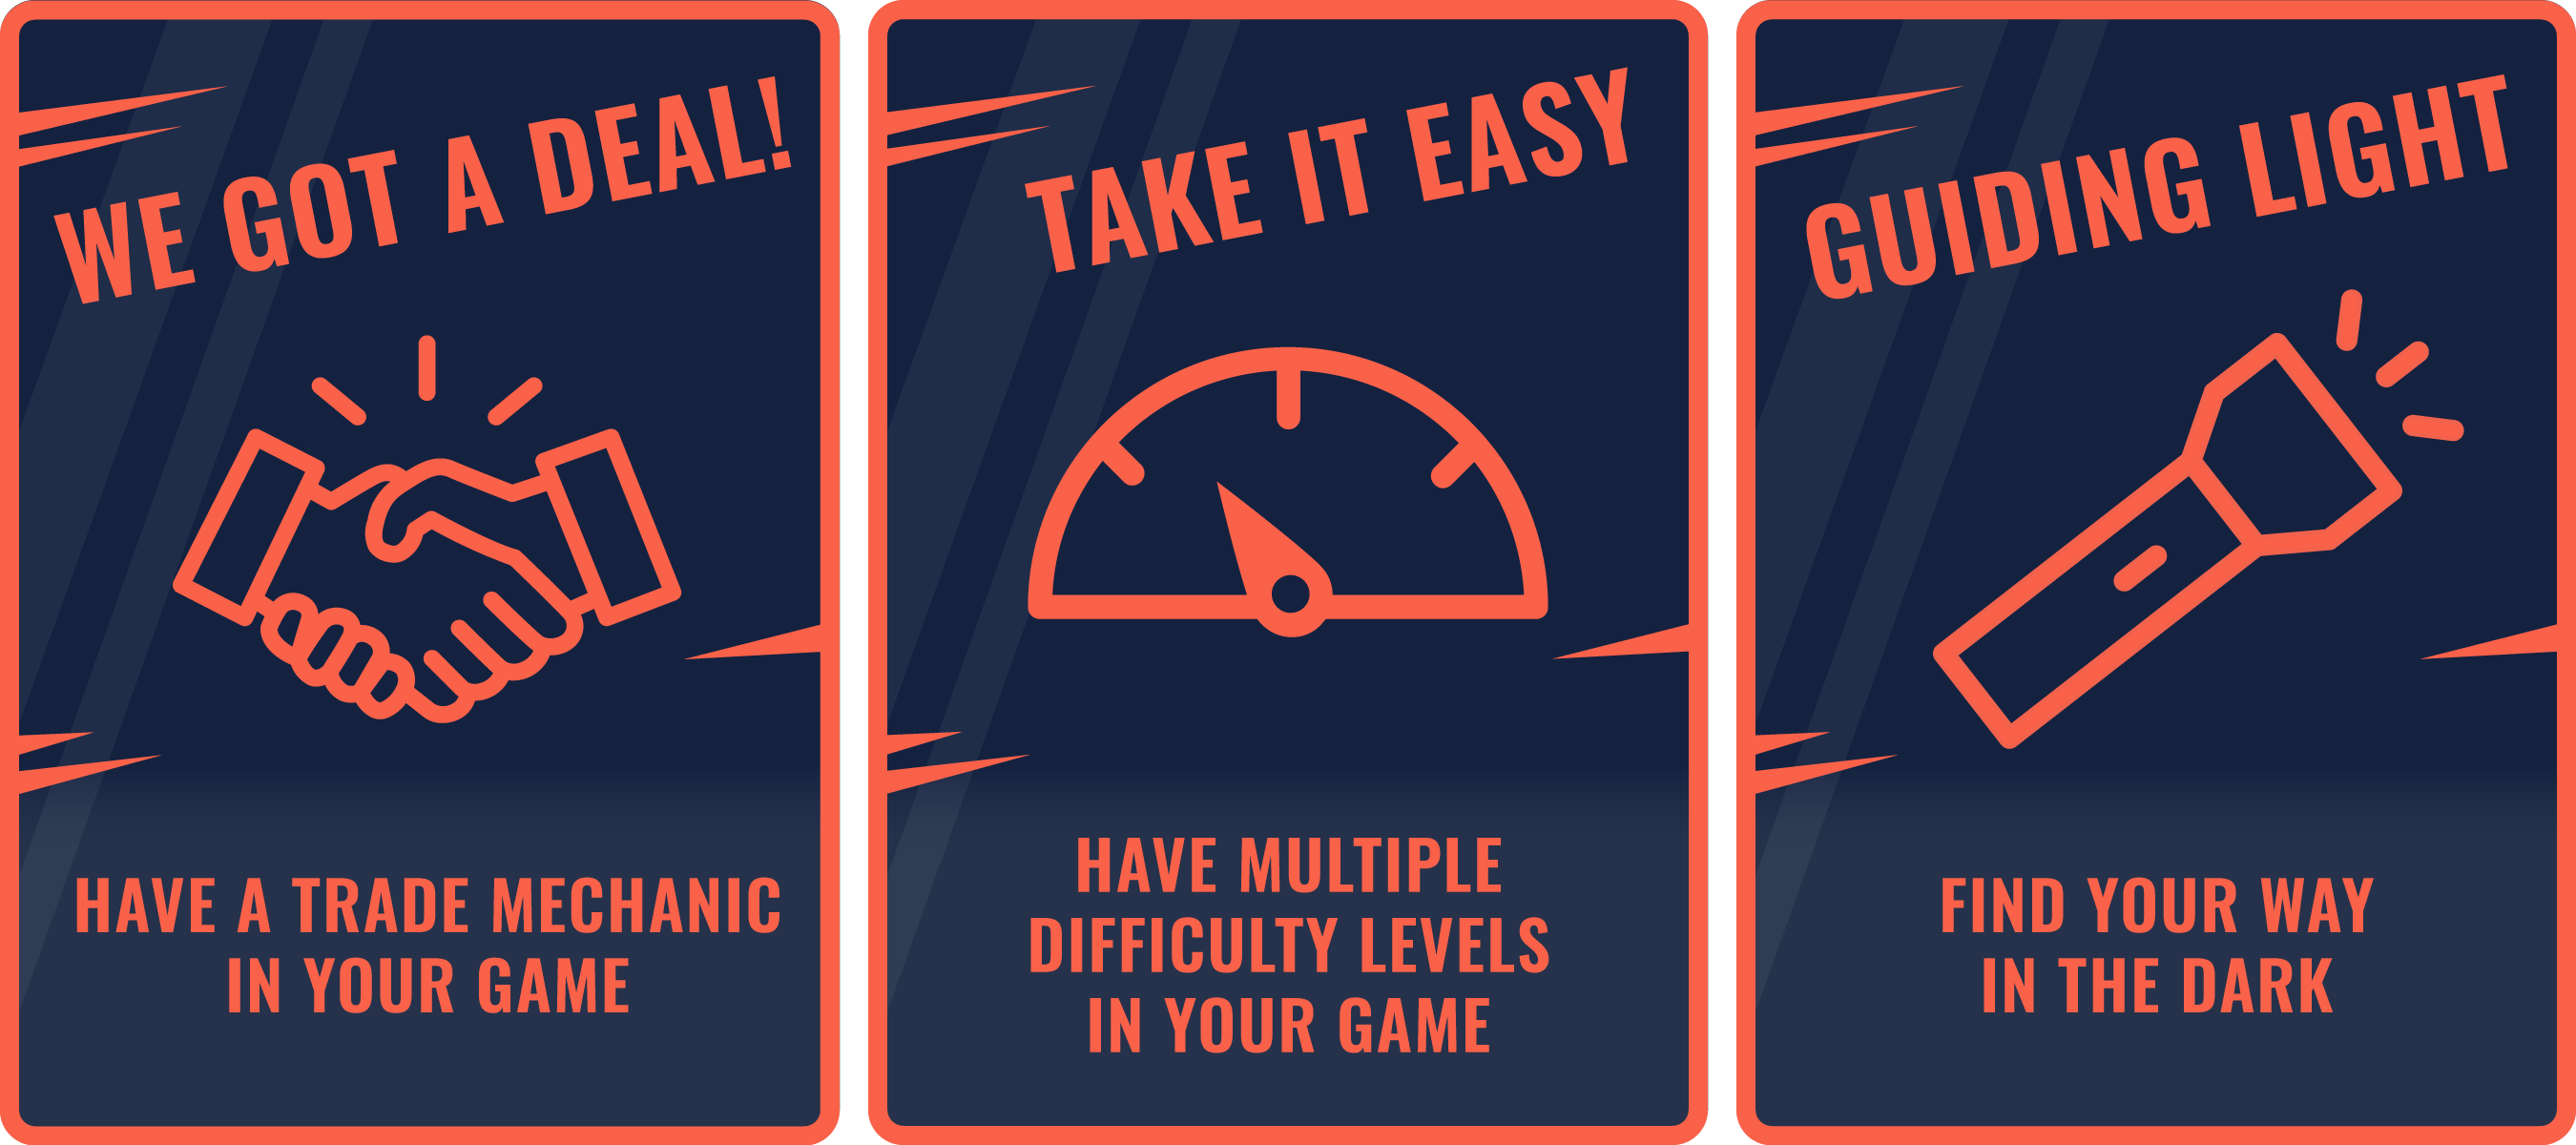 WE GOT A DEAL!
HAVE A TRADE MECHANIC
IN YOUR GAME
TAKE IT EASY
HAVE MULTIPLE
DIFFICULTY LEVELS
IN YOUR GAME
GUIDING LIGHT
FIND YOUR WAY
IN THE DARK